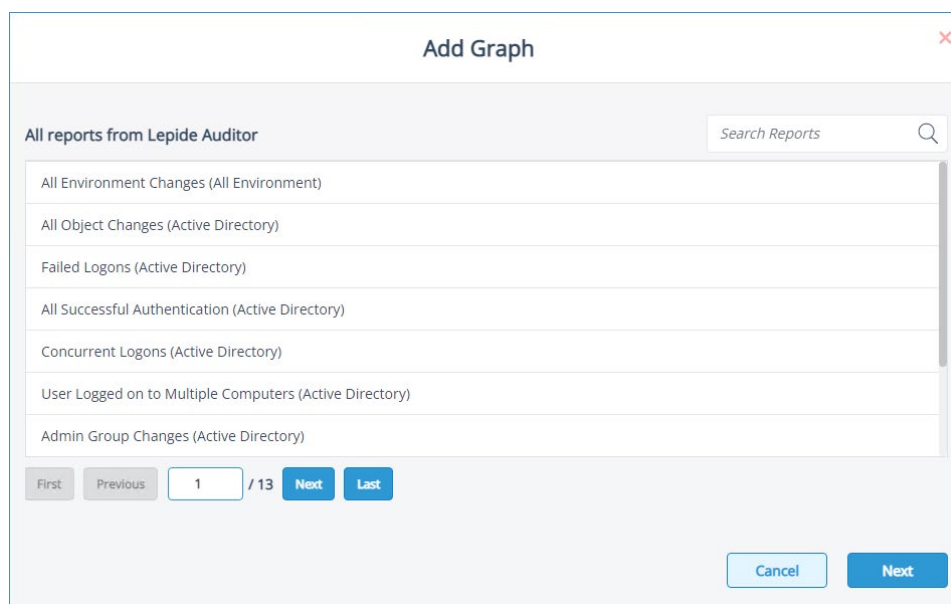 Add Graph
All reports from Lepide Auditor
Search Reports
All Environment Changes (All Environment)
All Object Changes (Active Directory)
Failed Logons (Active Directory)
All Successful Authentication (Active Directory)
Concurrent Logons (Active Directory)
User Logged on to Multiple Computers (Active Directory)
Admin Group Changes (Active Directory)
First Previous 1 / 13 Next Last
Cancel Next